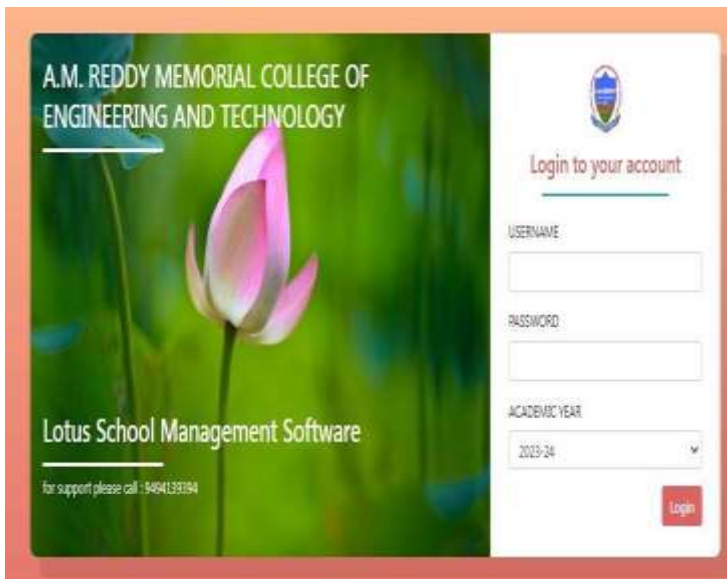 A.M. REDDY MEMORIAL COLLEGE OF
ENGINEERING AND TECHNOLOGY
Lotus School Management Software
for support please call : 9494139394
Login to your account
USERNAME
PASSWORD
ACADEMIC YEAR
2023-24
Login